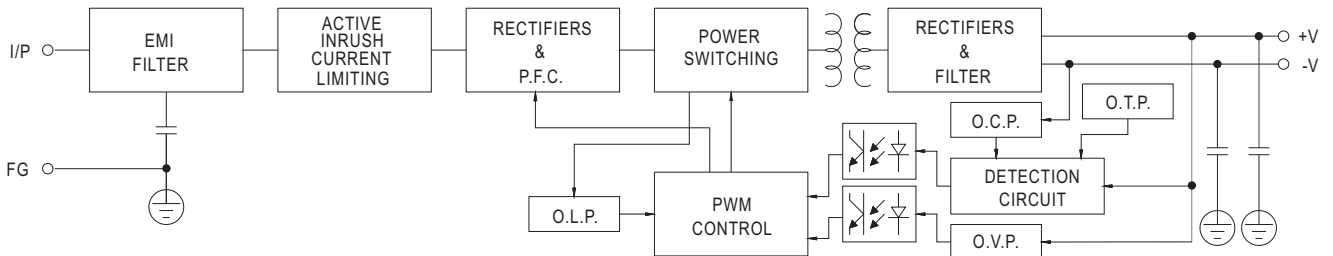 I/P
EMI
FILTER
ACTIVE
INRUSH
CURRENT
LIMITING
RECTIFIERS
&
P.F.C.
POWER
SWITCHING
RECTIFIERS
&
FILTER
+V
-V
O.C.P.
O.T.P.
FG
O.L.P.
PWM
CONTROL
DETECTION
CIRCUIT
O.V.P.